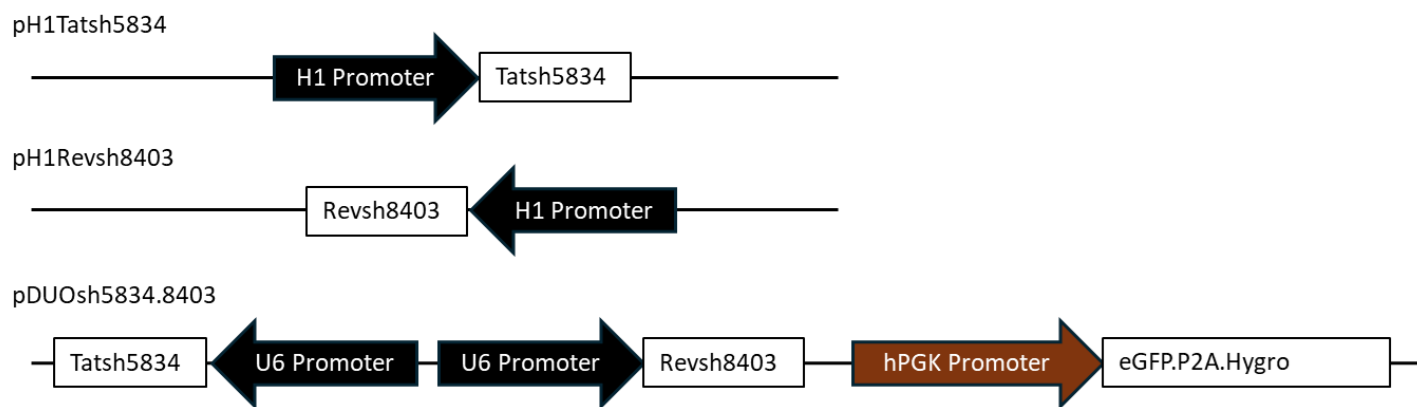 pH1Tatsh5834
H1 Promoter Tatsh5834
pH1Revsh8403
Revsh8403 H1 Promoter
pDUOsh5834.8403
Tatsh5834 U6 Promoter U6 Promoter Revsh8403 hPGK Promoter eGFP.P2A.Hygro